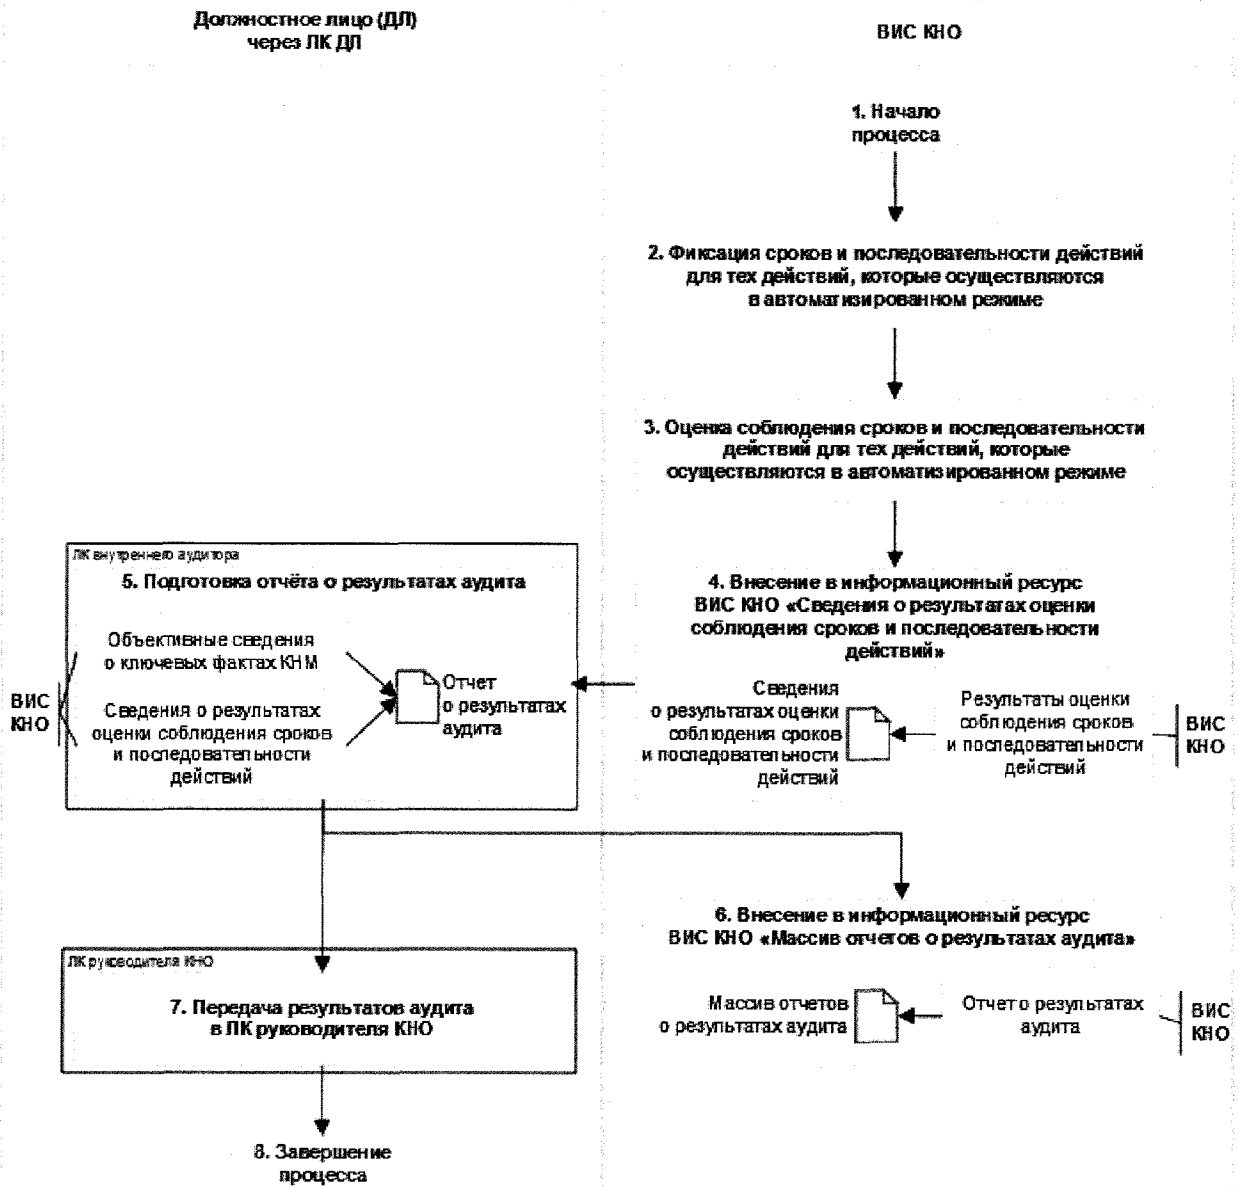 Должностное лицо (ДЛ)
через ЛК ДЛ
ВИС КНО
1. Начало
процесса
2. Фиксация сроков и последовательности действий
для тех действий, которые осуществляются
в автоматизированном режиме
3. Оценка соблюдения сроков и последовательности
действий для тех действий, которые
осуществляются в автоматизированном режиме
4. Внесение в информационный ресурс
ВИС КНО «Сведения о результатах оценки
соблюдения сроков и последовательности
действий»
Сведения
о результатах оценки
соблюдения сроков
и последовательности
действий
Результаты оценки
соблюдения сроков
и последовательности
действий
ВИС
КНО
ЛК внутреннего аудитора
5. Подготовка отчёта о результатах аудита
Объективные сведения
о ключевых фактах КНМ
Сведения о результатах
оценки соблюдения сроков
и последовательности
действий
ВИС
КНО
Отчет
о результатах
аудита
6. Внесение в информационный ресурс
ВИС КНО «Массив отчетов о результатах аудита»
Массив отчетов
о результатах аудита
Отчет о результатах
аудита
ВИС
КНО
ЛК руководителя КНО
7. Передача результатов аудита
в ЛК руководителя КНО
8. Завершение
процесса